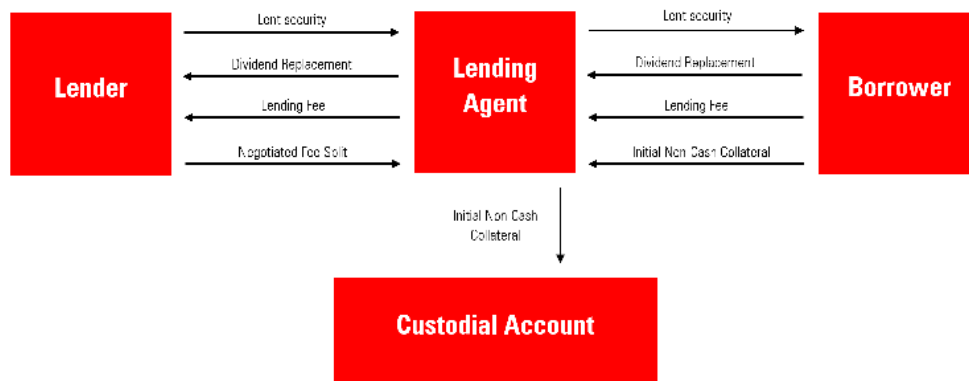 Lent security
Lent security
Dividend Replacement
Dividend Replacement
Lender
Lending
Agent
Borrower
Lending Fee
Lending Fee
Negotiated Fee Split
Initial Non Cash Collateral
Initial Non Cash
Collateral
Custodial Account